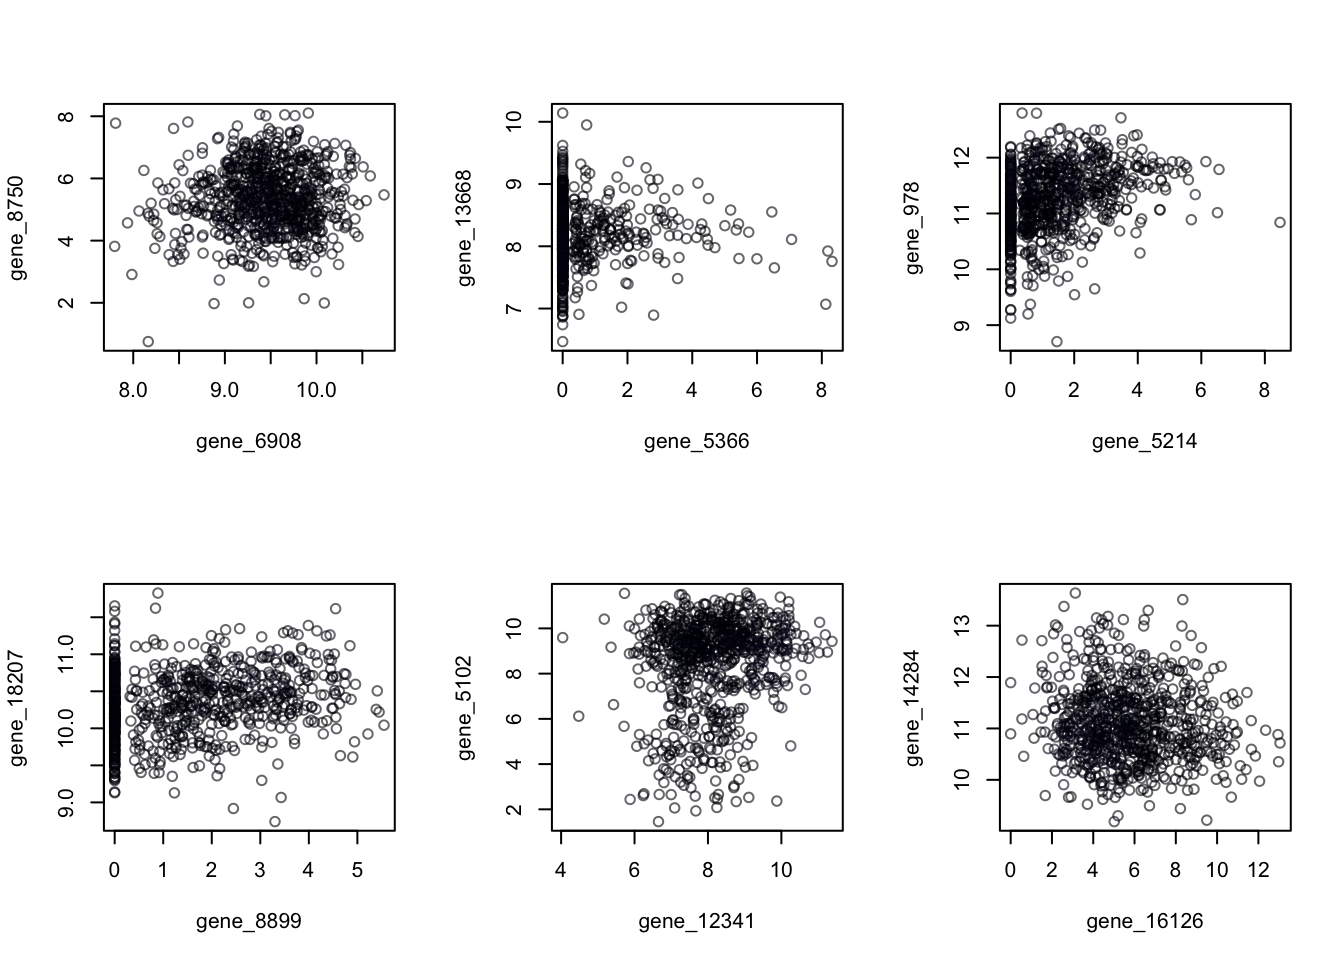 gene_8750
8
6
4
2
8.0 9.0 10.0
gene_6908
gene_13668
10
9
8
7
0 2 4 6 8
gene_5366
gene_978
12
11
10
9
0 2 4 6 8
gene_5214
gene_18207
11.0
10.0
9.0
0 1 2 3 4 5
gene_8899
gene_5102
10
8
6
4
2
4 6 8 10
gene_12341
gene_14284
13
12
11
10
0 2 4 6 8 10 12
gene_16126